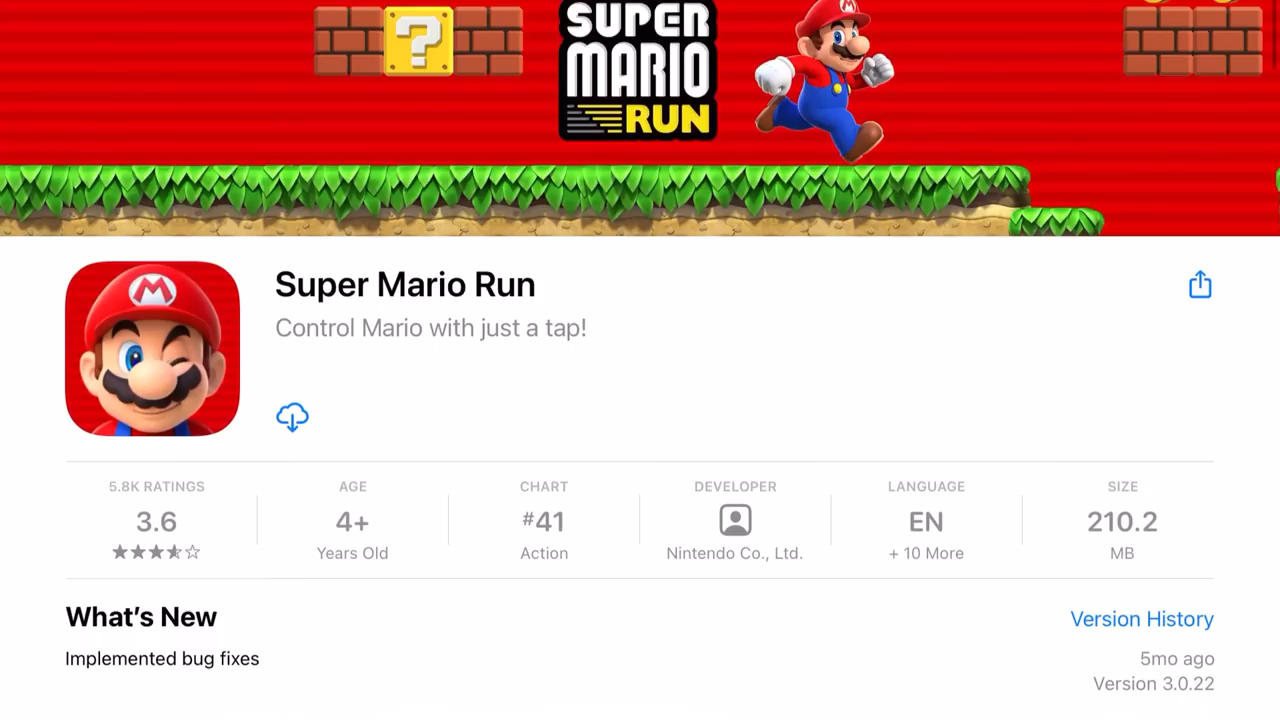 ?
SUPER
MARIO
RUN
M
M
Super Mario Run
Control Mario with just a tap!
5.8K RATINGS
3.6
AGE
4+
Years Old
CHART
#41
Action
DEVELOPER
Nintendo Co., Ltd.
LANGUAGE
EN
+ 10 More
SIZE
210.2
MB
What's New
Version History
Implemented bug fixes
5mo ago
Version 3.0.22